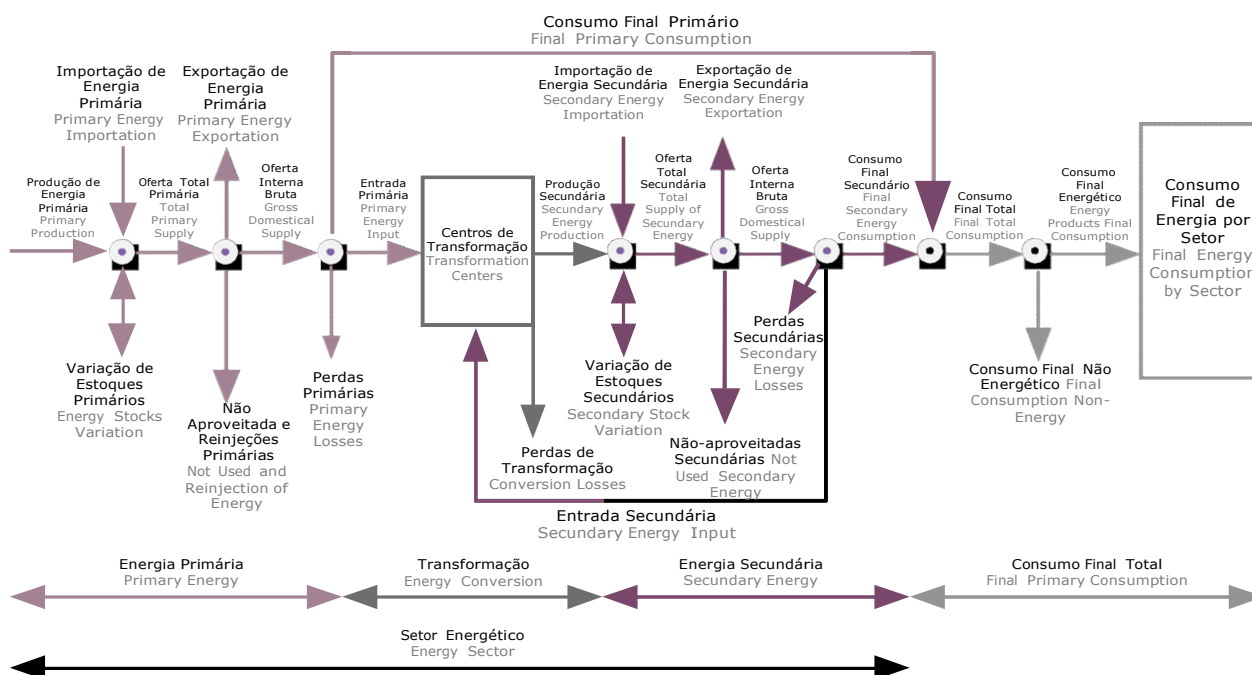 Consumo Final Primário
Final Primary Consumption
Importação de
Energia
Primária
Primary Energy
Importation
Exportação de
Energia
Primária
Primary Energy
Exportation
Importação de
Energia Secundária
Secondary Energy
Importation
Exportação de
Energia Secundária
Secondary Energy
Exportation
Produção de
Energia
Primária
Primary
Production
Oferta Total
Primária
Total
Primary
Supply
Oferta
Interna
Bruta
Gross
Domestical
Supply
Entrada
Primária
Primary
Energy
Input
Centros de
Transformação
Transformation
Centers
Produção
Secundária
Secundary
Energy
Production
Oferta
Total
Secundária
Total
Supply of
Secondary
Energy
Oferta
Interna
Bruta
Gross
Domestical
Supply
Consumo
Final
Secundário
Final
Secondary
Energy
Consumption
Consumo
Final Total
Final Total
Consumption
Consumo
Final
Energético
Energy
Products Final
Consumption
Consumo
Final de
Energia por
Setor
Final Energy
Consumption
by Sector
Variação de
Estoques
Primários
Energy Stocks
Variation
Não
Aproveitada e
Reinjeções
Primárias
Not Used and
Reinjection of
Energy
Perdas
Primárias
Primary
Energy
Losses
Perdas de
Transformação
Conversion Losses
Variação de
Estoques
Secundários
Secondary Stock
Variation
Não-aproveitadas
Secundárias Not
Used Secondary
Energy
Perdas
Secundárias
Secondary
Energy
Losses
Consumo Final Não
Energético Final
Consumption Non-
Energy
Entrada Secundária
Secundary Energy Input
Energia Primária
Primary Energy
Transformação
Energy Conversion
Energia Secundária
Secondary Energy
Consumo Final Total
Final Primary Consumption
Setor Energético
Energy Sector